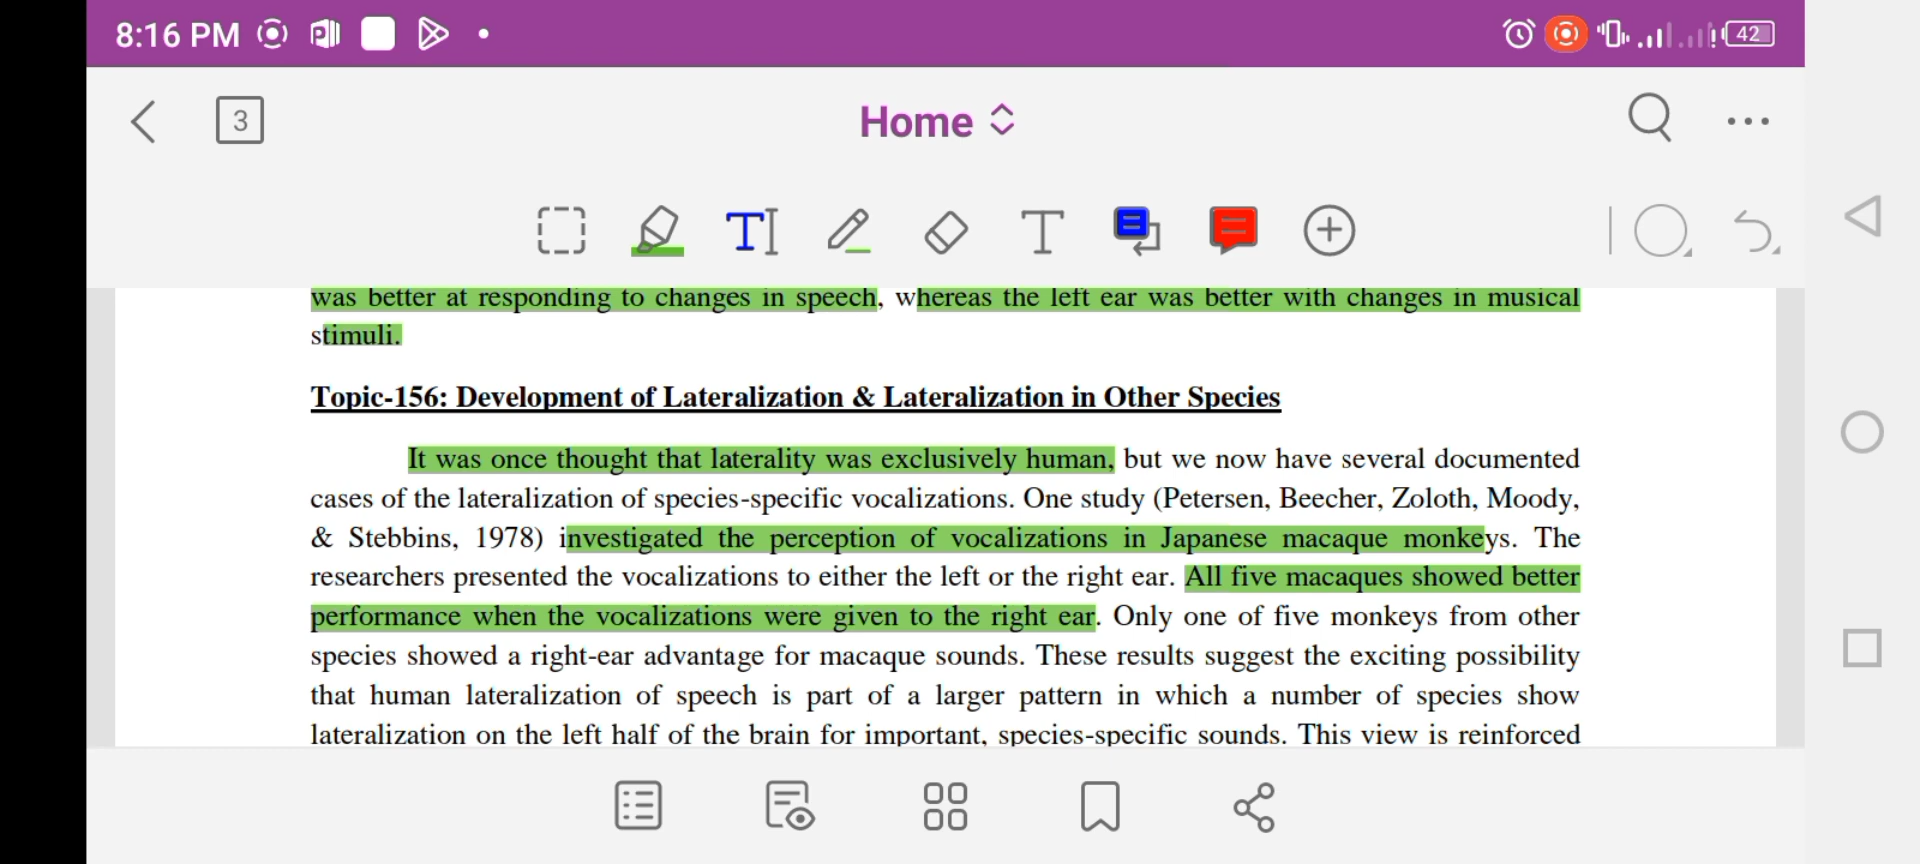 8:16 PM
42
3
Home
was better at responding to changes in speech, whereas the left ear was better with changes in musical
stimuli.
Topic-156: Development of Lateralization & Lateralization in Other Species
It was once thought that laterality was exclusively human, but we now have several documented
cases of the lateralization of species-specific vocalizations. One study (Petersen, Beecher, Zoloth, Moody,
& Stebbins, 1978) investigated the perception of vocalizations in Japanese macaque monkeys. The
researchers presented the vocalizations to either the left or the right ear. All five macaques showed better
performance when the vocalizations were given to the right ear. Only one of five monkeys from other
species showed a right-ear advantage for macaque sounds. These results suggest the exciting possibility
that human lateralization of speech is part of a larger pattern in which a number of species show
lateralization on the left half of the brain for important, species-specific sounds. This view is reinforced